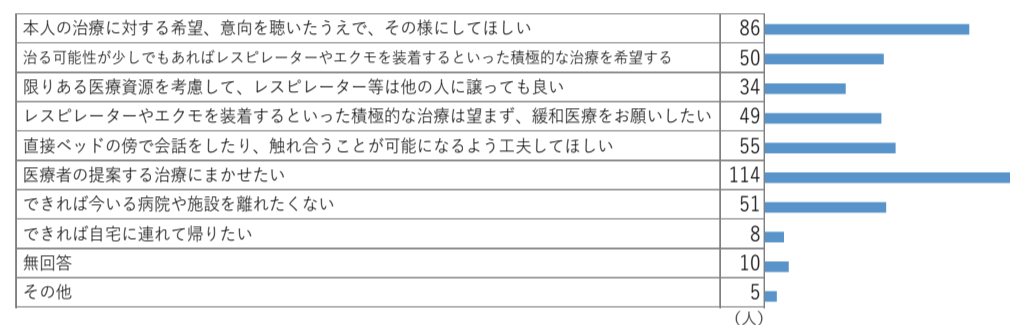 本人の治療に対する希望、意向を聴いたうえで、その様にしてほしい 86
治る可能性が少しでもあればレスピレーターやエクモを装着するといった積極的な治療を希望する 50
限りある医療資源を考慮して、レスピレーター等は他の人に譲っても良い 34
レスピレーターやエクモを装着するといった積極的な治療は望まず、緩和医療をお願いしたい 49
直接ベッドの傍で会話をしたり、触れ合うことが可能になるよう工夫してほしい 55
医療者の提案する治療にまかせたい 114
できれば今いる病院や施設を離れたくない 51
できれば自宅に連れて帰りたい 8
無回答 10
その他 5
（人）